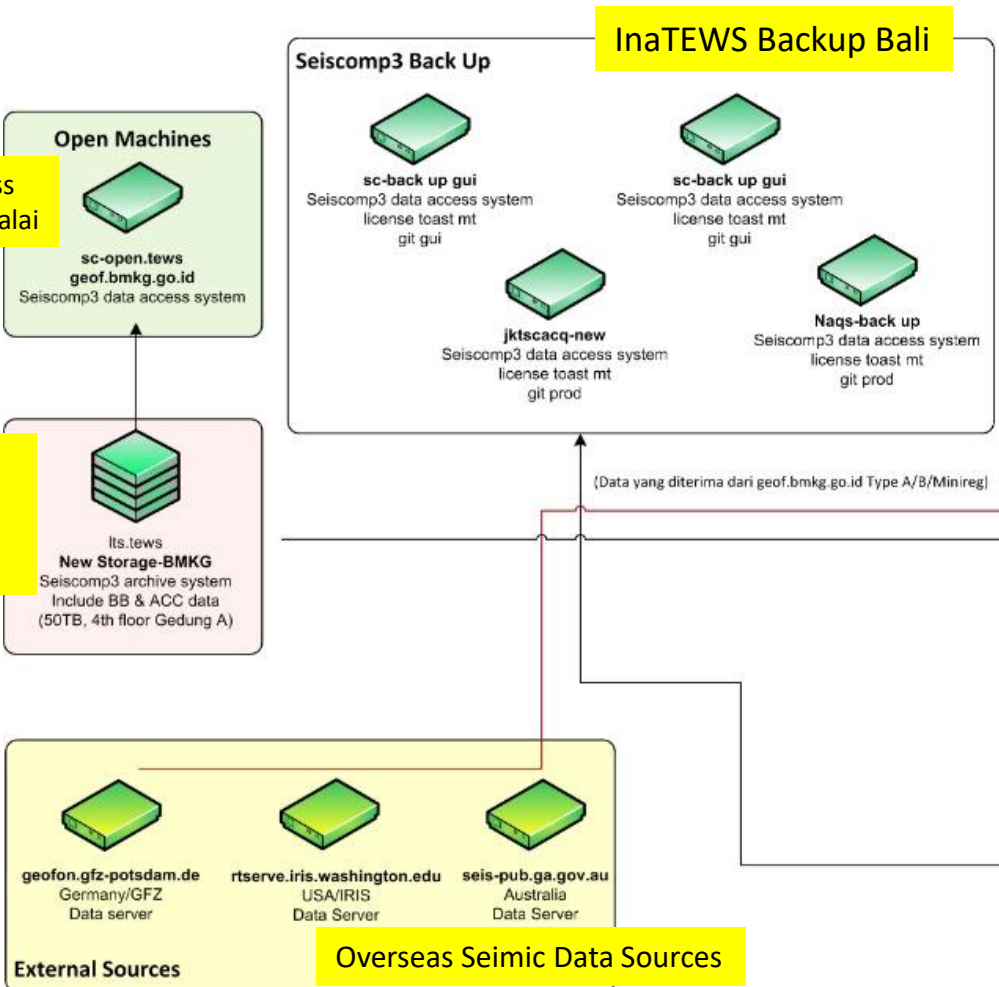 InaTEWS Backup Bali
Seiscomp3 Back Up
sc-back up gui
Seiscomp3 data access system
license toast mt
git gui
sc-back up gui
Seiscomp3 data access system
license toast mt
git gui
jktscacq-new
Seiscomp3 data access system
license toast mt
git prod
Naqs-back up
Seiscomp3 data access system
license toast mt
git prod
Open Machines
ss
alai
sc-open.tews
geof.bmkg.go.id
Seiscomp3 data access system
lts.tews
New Storage-BMKG
Seiscomp3 archive system
Include BB & ACC data
(50TB, 4th floor Gedung A)
(Data yang diterima dari geof.bmkg.go.id Type A/B/Minireg)
geofon.gfz-potsdam.de
Germany/GFZ
Data server
rtserve.iris.washington.edu
USA/IRIS
Data Server
seis-pub.ga.gov.au
Australia
Data Server
External Sources
Overseas Seimic Data Sources